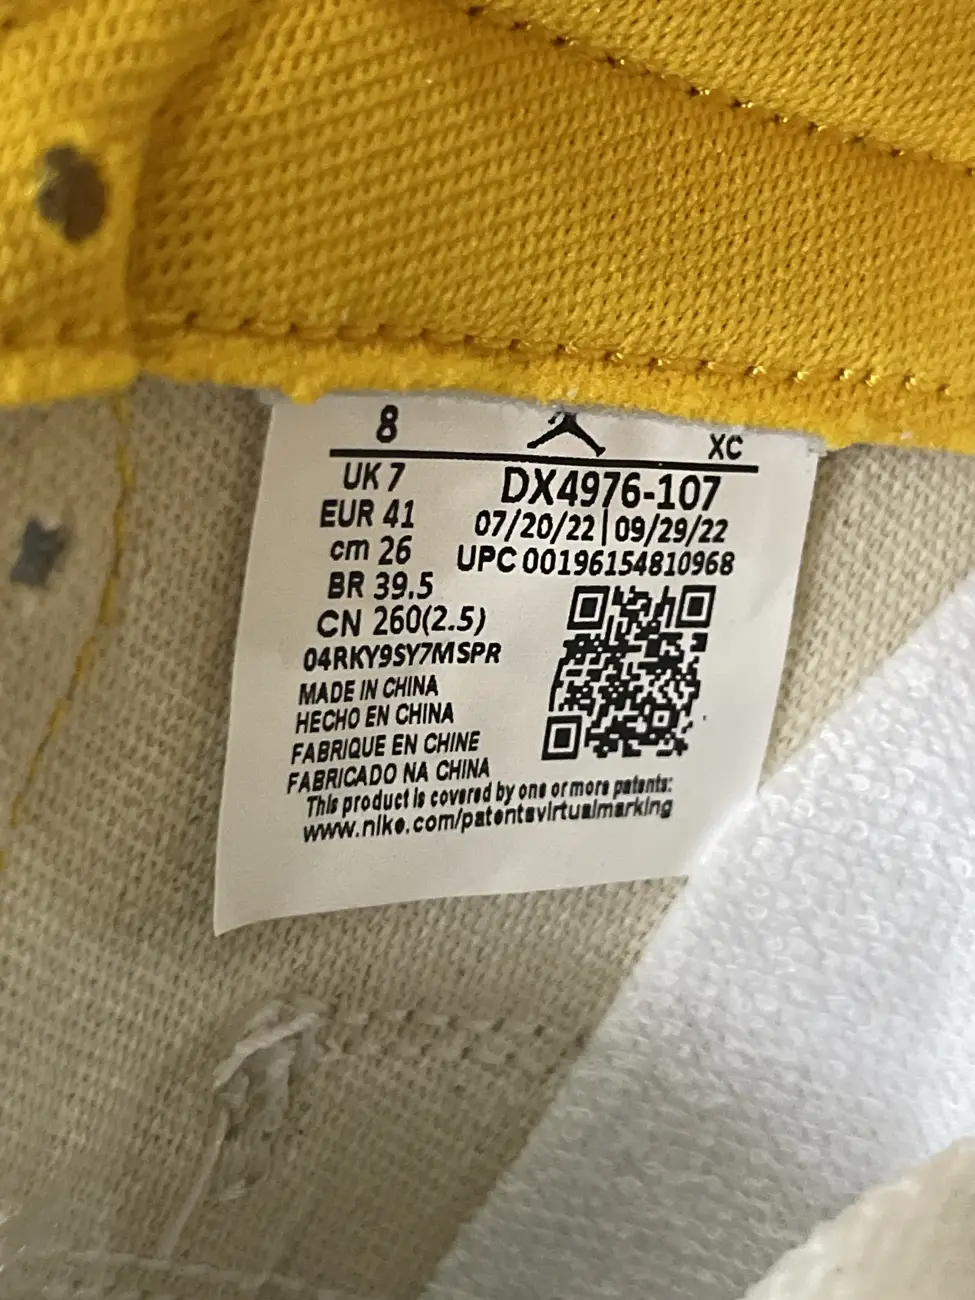 8 XC
UK 7
EUR 41
cm 26
BR 39.5
CN 260(2.5)
04RKY9SY7MSPR
MADE IN CHINA
HECHO EN CHINA
FABRIQUE EN CHINE
FABRICADO NA CHINA
DX4976-107
07/20/22 | 09/29/22
UPC 00196154810968
This product is covered by one or more patents:
www.nike.com/patentsvirtualmarking